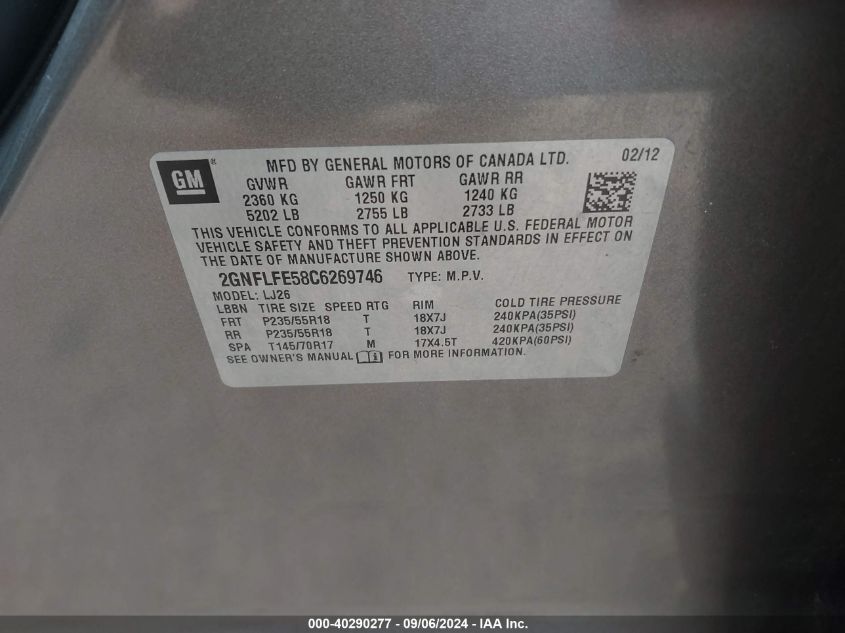 GM ® MFD BY GENERAL MOTORS OF CANADA LTD. 02/12
GVWR GAWR FRT GAWR RR
2360 KG 1250 KG 1240 KG
5202 LB 2755 LB 2733 LB
THIS VEHICLE CONFORMS TO ALL APPLICABLE U.S. FEDERAL MOTOR
VEHICLE SAFETY AND THEFT PREVENTION STANDARDS IN EFFECT ON
THE DATE OF MANUFACTURE SHOWN ABOVE.
2GNFLFE58C6269746 TYPE: M.P.V.
MODEL: LJ26
LBBN TIRE SIZE SPEED RTG RIM COLD TIRE PRESSURE
FRT P235/55R18 T 18X7J 240KPA(35PSI)
RR P235/55R18 T 18X7J 240KPA(35PSI)
SPA T145/70R17 M 17X4.5T 420KPA(60PSI)
SEE OWNER'S MANUAL FOR MORE INFORMATION.
000-40290277 - 09/06/2024 - IAA Inc.